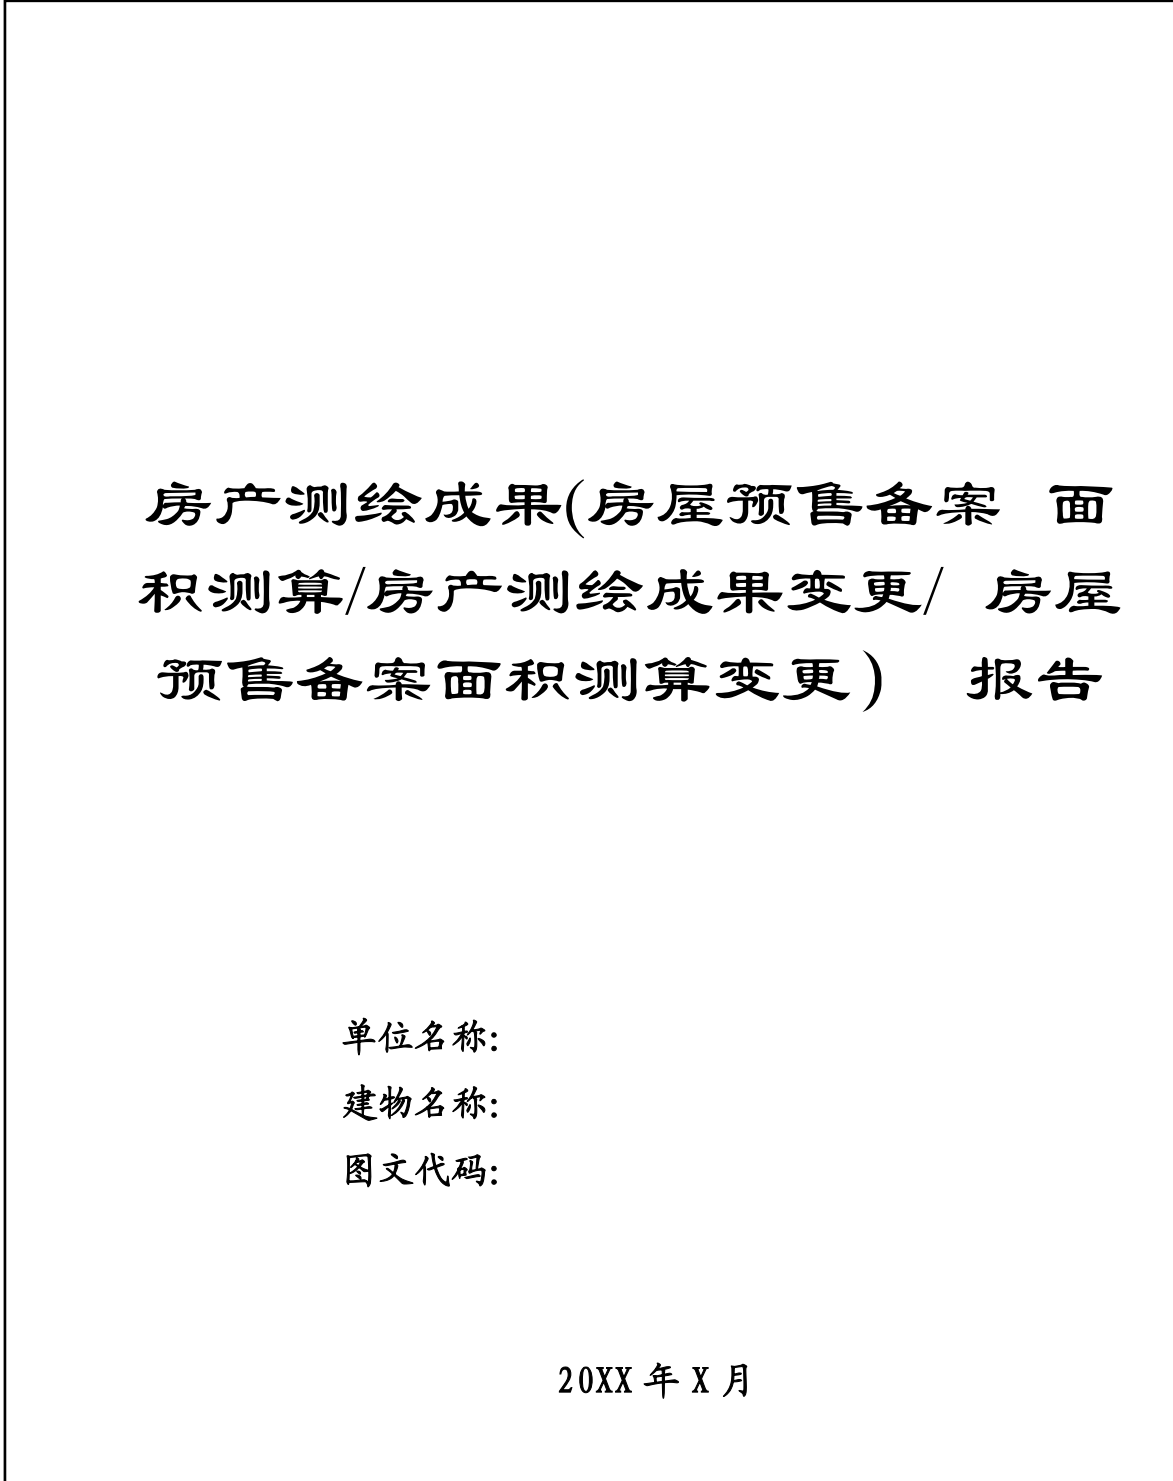 房产测绘成果(房屋预售备案 面
积测算/房产测绘成果变更/ 房屋
预售备案面积测算变更) 报告
单位名称:
建物名称:
图文代码:
20XX 年 X 月